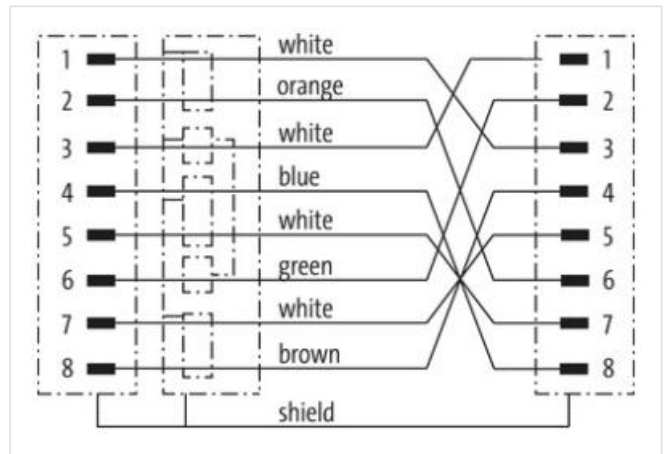 1 white 1
2 orange 2
3 white 3
4 blue 4
5 white 5
6 green 6
7 white 7
8 brown 8
shield